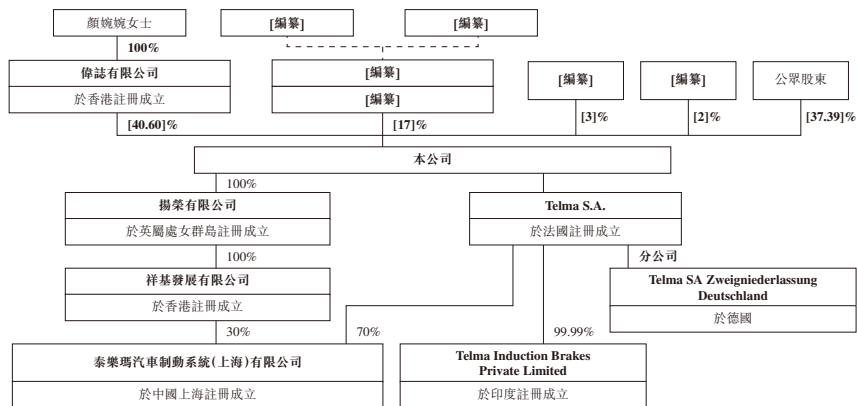 顏婉婉女士
[編纂]
[編纂]
100%
偉誌有限公司
於香港註冊成立
[編纂]
[編纂]
[編纂]
[編纂]
公眾股東
[40.60]%
[17]%
[3]%
[2]%
[37.39]%
本公司
100%
揚榮有限公司
於英屬處女群島註冊成立
Telma S.A.
於法國註冊成立
100%
分公司
祥基發展有限公司
於香港註冊成立
Telma SA Zweigniederlassung
Deutschland
於德國
30%
70%
99.99%
泰樂瑪汽車制動系統(上海)有限公司
於中國上海註冊成立
Telma Induction Brakes
Private Limited
於印度註冊成立